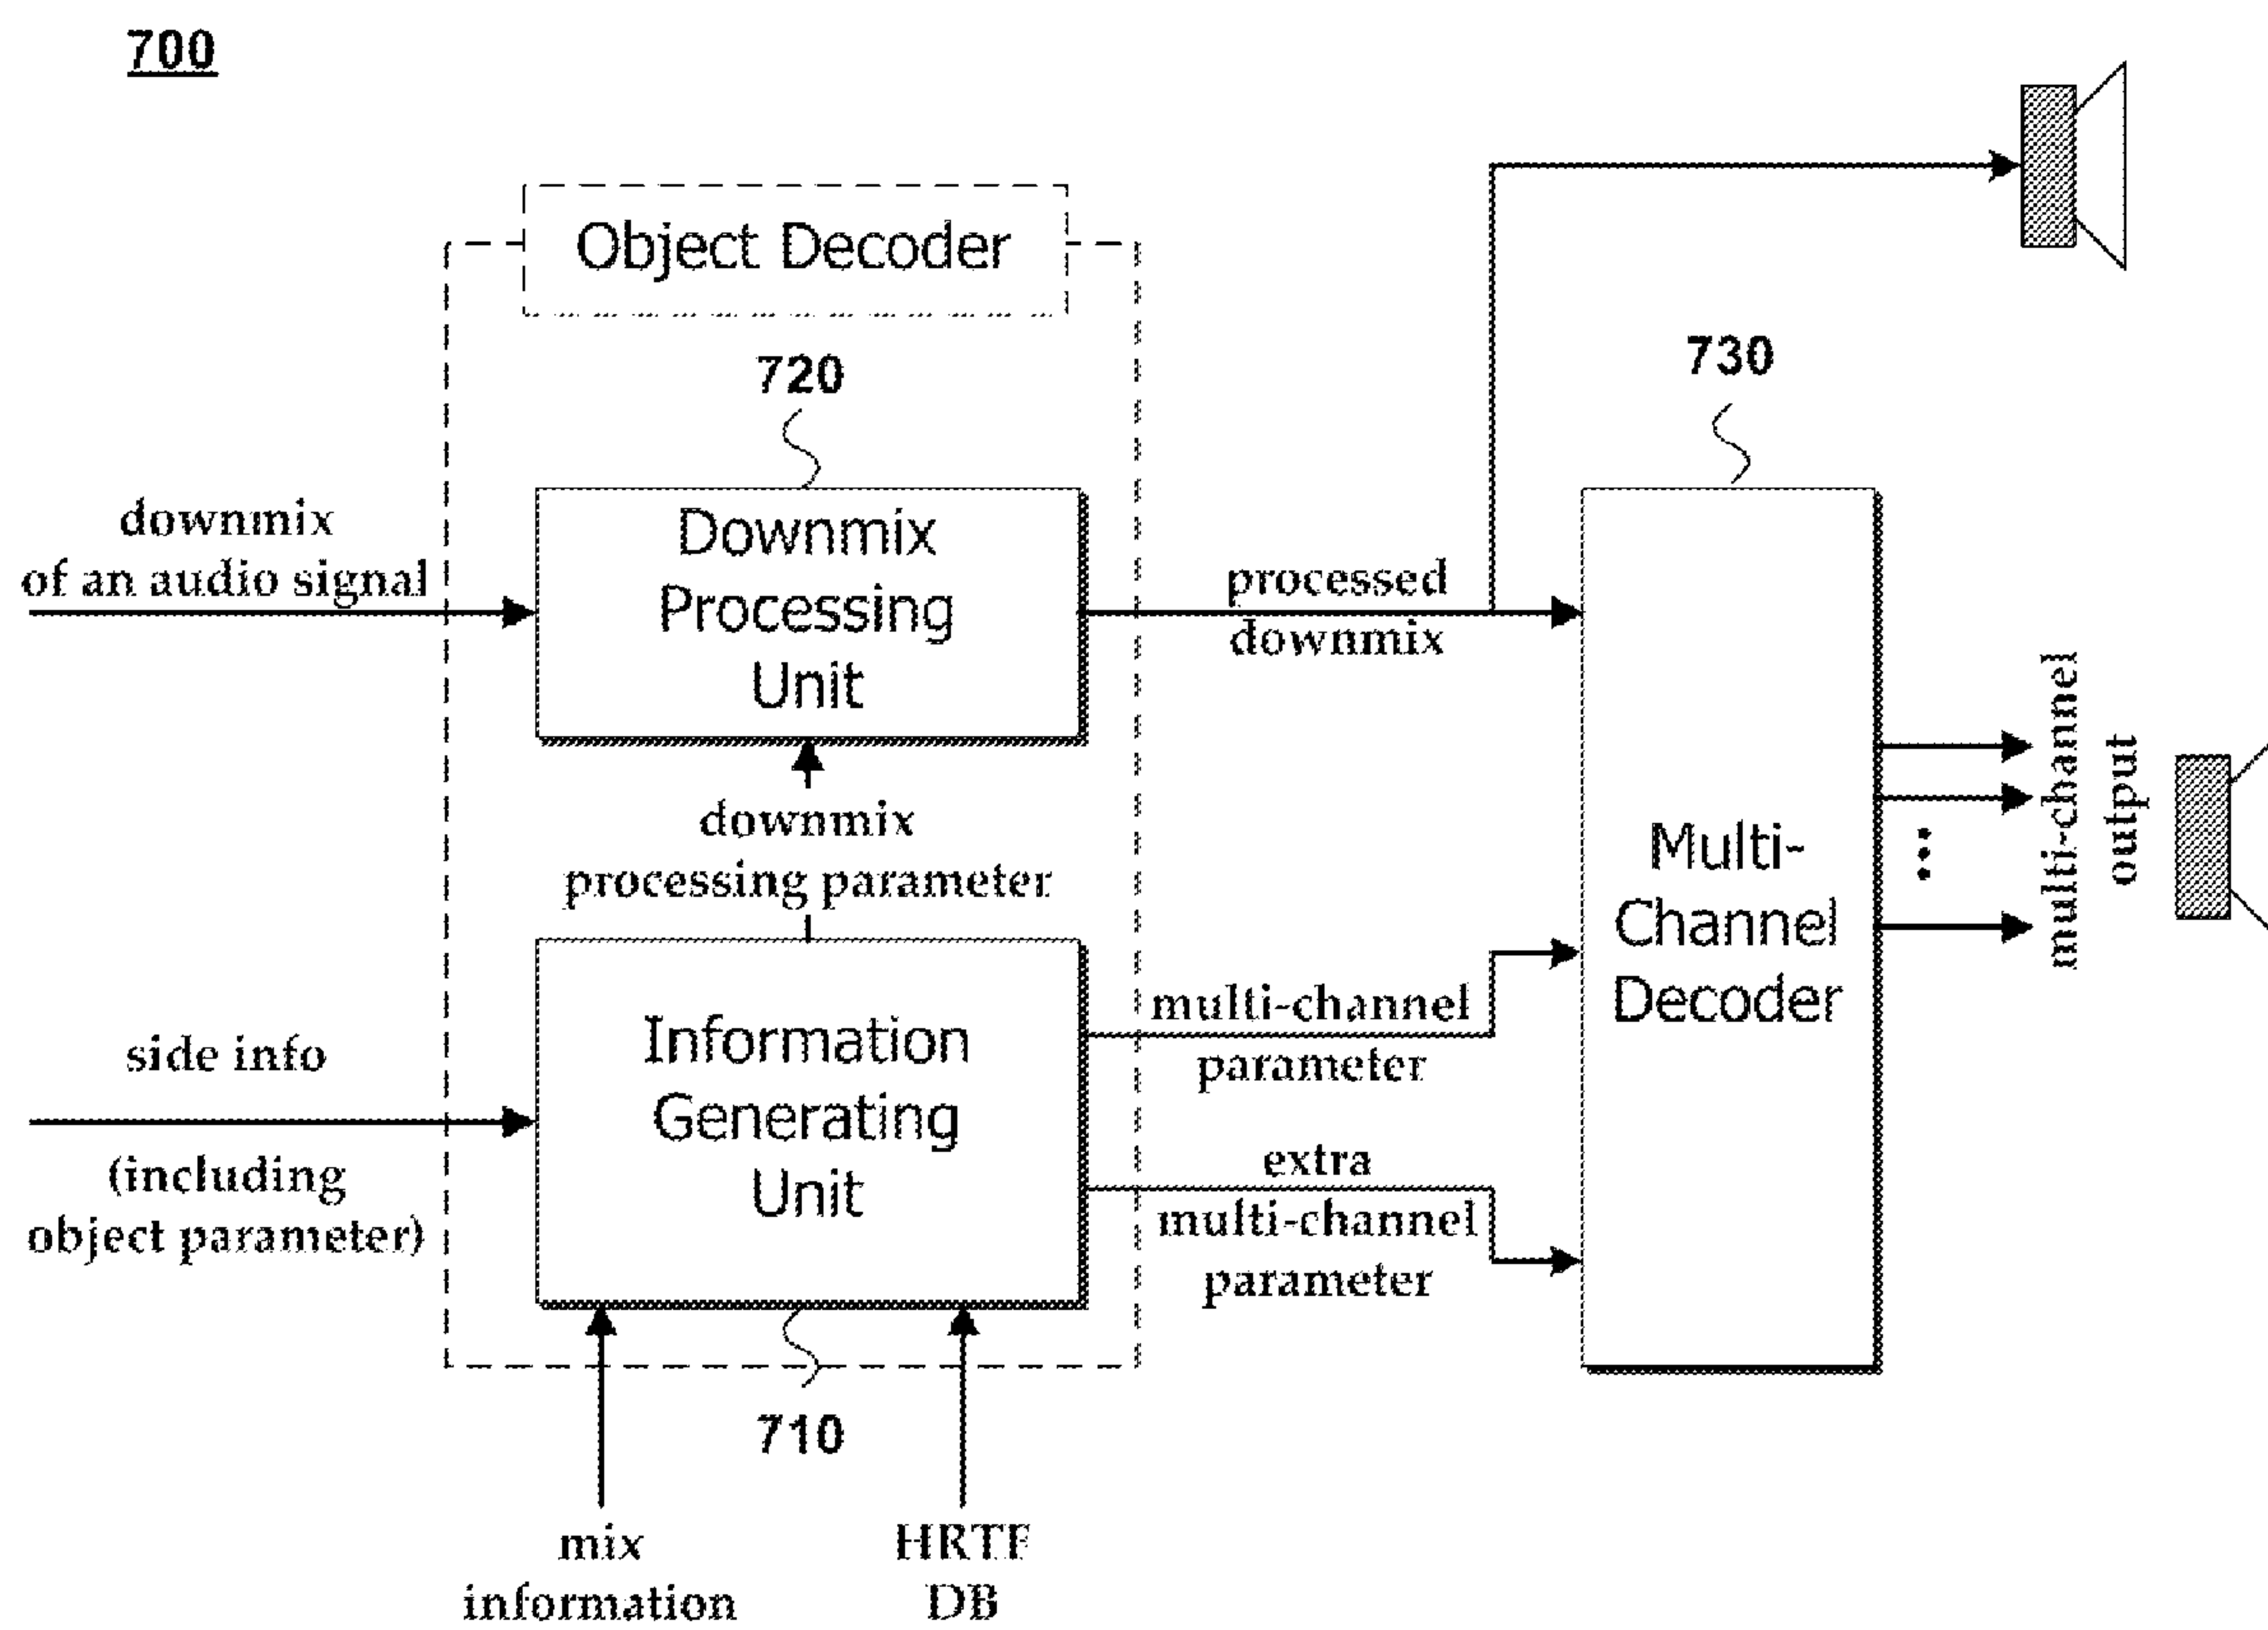 700
Object Decoder
720
730
downmix
of an audio signal
Downmix
Processing
Unit
processed
downmix
downmix
processing parameter
multi-channel
output
Multi-
Channel
Decoder
side info
(including
object parameter)
Information
Generating
Unit
multi-channel
parameter
extra
multi-channel
parameter
710
mix
information
HRTF
DB